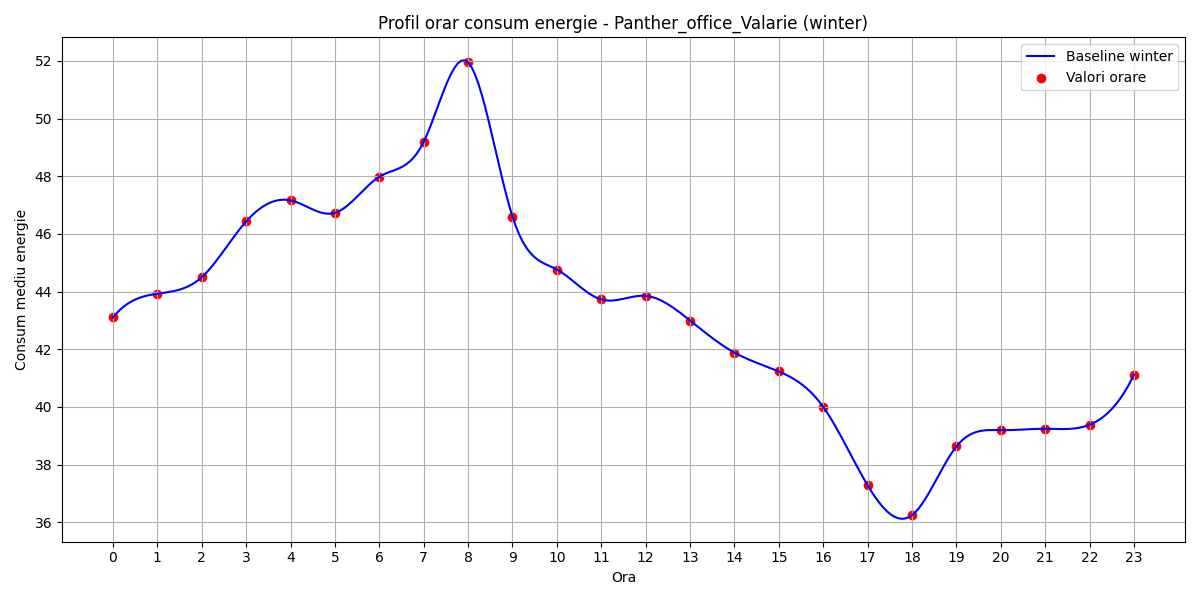 Profil orar consum energie - Panther_office_Valarie (winter)
Baseline winter
Valori orare
Consum mediu energie
52
50
48
46
44
42
40
38
36
0 1 2 3 4 5 6 7 8 9 10 11 12 13 14 15 16 17 18 19 20 21 22 23
Ora